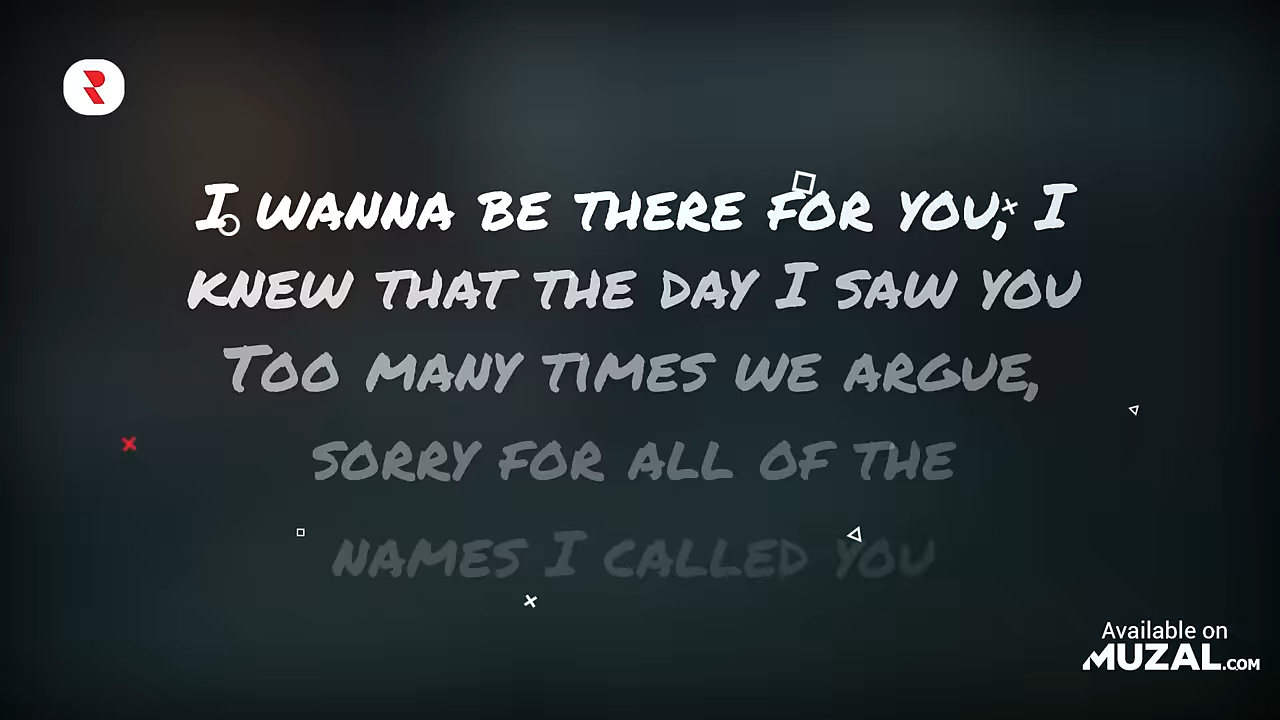 I wanna be there for you, I
knew that the day I saw you
Too many times we argue,
sorry for all of the
names I called you
Available on
MUZAL.COM